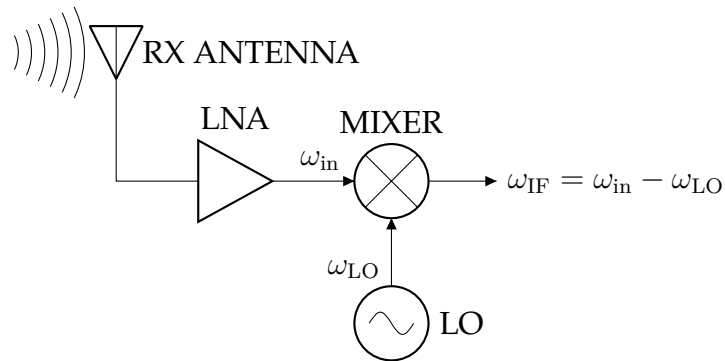 RX ANTENNA
LNA
MIXER
ω_in
ω_IF = ω_in − ω_LO
ω_LO
LO